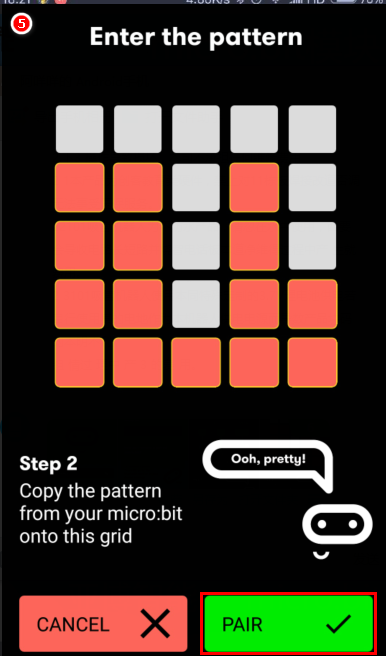 5
Enter the pattern
Ooh, pretty!
Step 2
Copy the pattern
from your micro:bit
onto this grid
CANCEL
PAIR